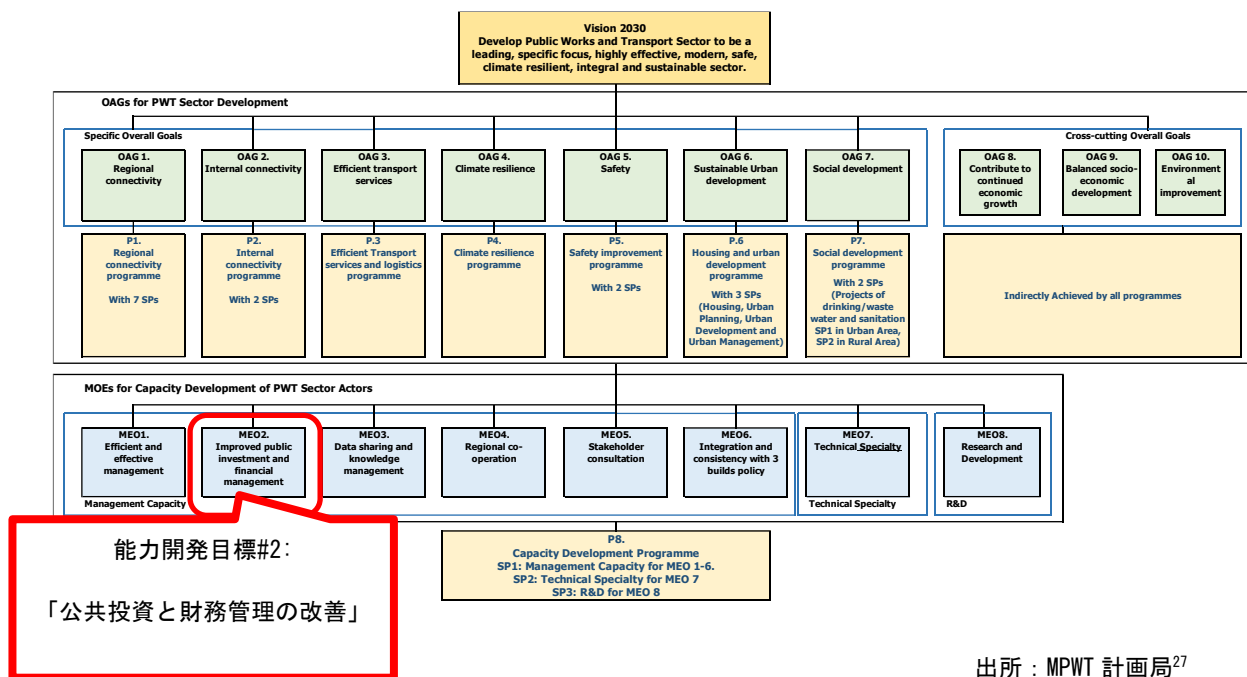 Vision 2030
Develop Public Works and Transport Sector to be a
leading, specific focus, highly effective, modern, safe,
climate resilient, integral and sustainable sector.
OAGs for PWT Sector Development
Specific Overall Goals
Cross-cutting Overall Goals
OAG 1.
Regional
connectivity
OAG 2.
Internal connectivity
OAG 3.
Efficient transport
services
OAG 4.
Climate resilience
OAG 5.
Safety
OAG 6.
Sustainable Urban
development
OAG 7.
Social development
OAG 8.
Contribute to
continued
economic
growth
OAG 9.
Balanced socio-
economic
development
OAG 10.
Environment
al
improvement
P1.
Regional
connectivity
programme
With 7 SPs
P2.
Internal
connectivity
programme
With 2 SPs
P.3
Efficient Transport
services and logistics
programme
P4.
Climate resilience
programme
P5.
Safety improvement
programme
With 2 SPs
P.6
Housing and urban
development
programme
With 3 SPs
(Housing, Urban
Planning, Urban
Development and
Urban Management)
P7.
Social development
programme
With 2 SPs
(Projects of
drinking/waste
water and sanitation
SP1 in Urban Area,
SP2 in Rural Area)
Indirectly Achieved by all programmes
MOEs for Capacity Development of PWT Sector Actors
MEO1.
Efficient and
effective
management
MEO2.
Improved public
investment and
financial
management
MEO3.
Data sharing and
knowledge
management
MEO4.
Regional co-
operation
MEO5.
Stakeholder
consultation
MEO6.
Integration and
consistency with 3
builds policy
MEO7.
Technical Specialty
MEO8.
Research and
Development
Management Capacity
Technical Specialty
R&D
能力開発目標#2:
「公共投資と財務管理の改善」
P8.
Capacity Development Programme
SP1: Management Capacity for MEO 1-6.
SP2: Technical Specialty for MEO 7
SP3: R&D for MEO 8
出所：MPWT 計画局27